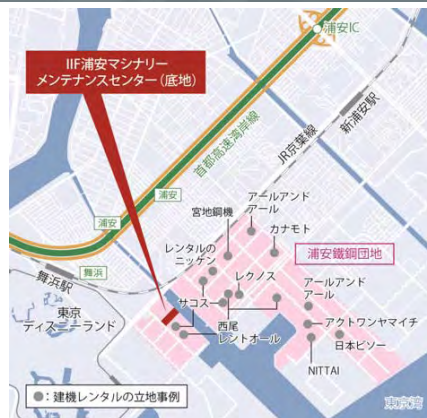 IIF浦安マシナリー
メンテナンスセンター（底地）
浦安IC
首都高速湾岸線
JR京葉線
新浦安駅
浦安
浦安
舞浜
舞浜駅
東京
ディズニーランド
宮地鋼機
アールアンド
アール
カナモト
浦安鐵鋼団地
レンタルの
ニッケン
レクノス
サコス
西尾
レントオール
アールアンド
アール
アクトワンヤマイチ
日本ビソー
NITTAI
●：建機レンタルの立地事例
東京湾